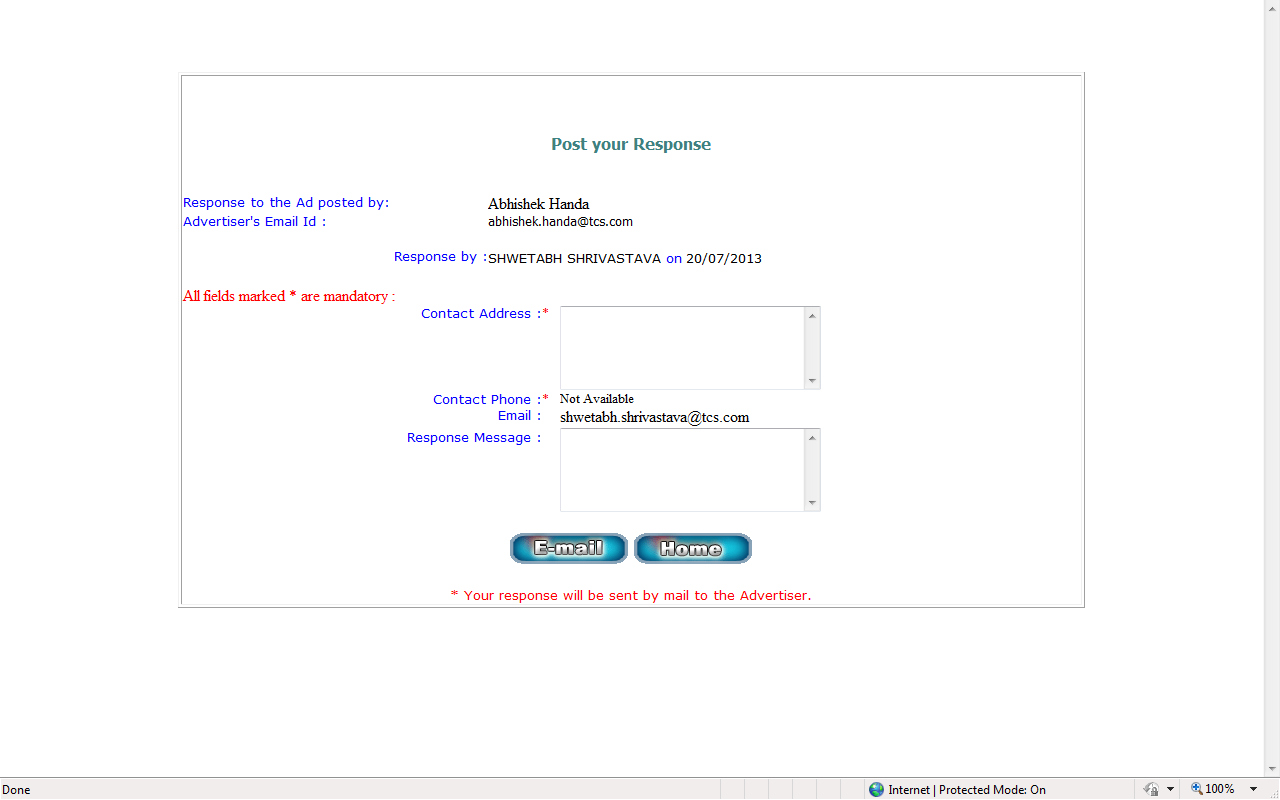 Post your Response
Response to the Ad posted by: Abhishek Handa
Advertiser's Email Id : abhishek.handa@tcs.com
Response by :SHWETABH SHRIVASTAVA on 20/07/2013
All fields marked * are mandatory :
Contact Address :*
Contact Phone :* Not Available
Email : shwetabh.shrivastava@tcs.com
Response Message :
E-mail Home
* Your response will be sent by mail to the Advertiser.
Done Internet | Protected Mode: On 100%